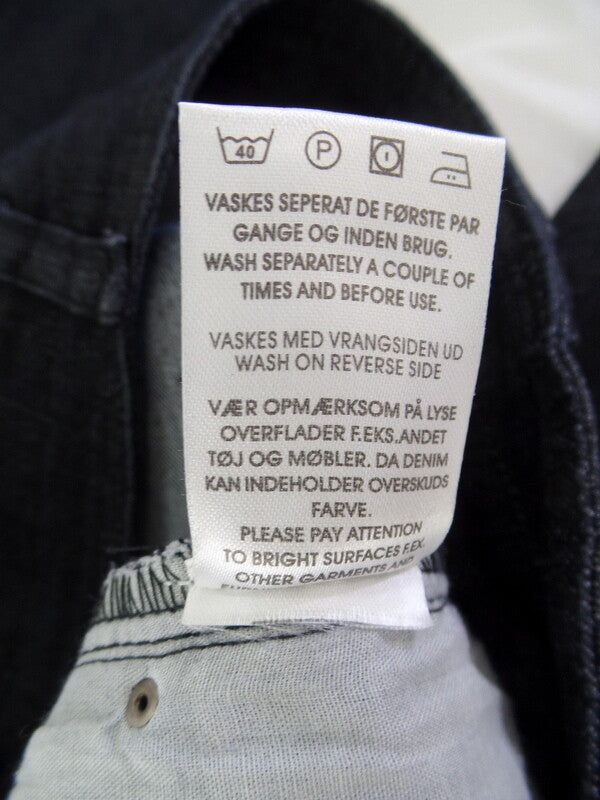 40 P
VASKES SEPERAT DE FØRSTE PAR
GANGE OG INDEN BRUG.
WASH SEPARATELY A COUPLE OF
TIMES AND BEFORE USE.
VASKES MED VRANGSIDEN UD
WASH ON REVERSE SIDE
VÆR OPMÆRKSOM PÅ LYSE
OVERFLADER F.EKS.ANDET
TØJ OG MØBLER. DA DENIM
KAN INDEHOLDER OVERSKUDS
FARVE.
PLEASE PAY ATTENTION
TO BRIGHT SURFACES F.EX.
OTHER GARMENTS AND